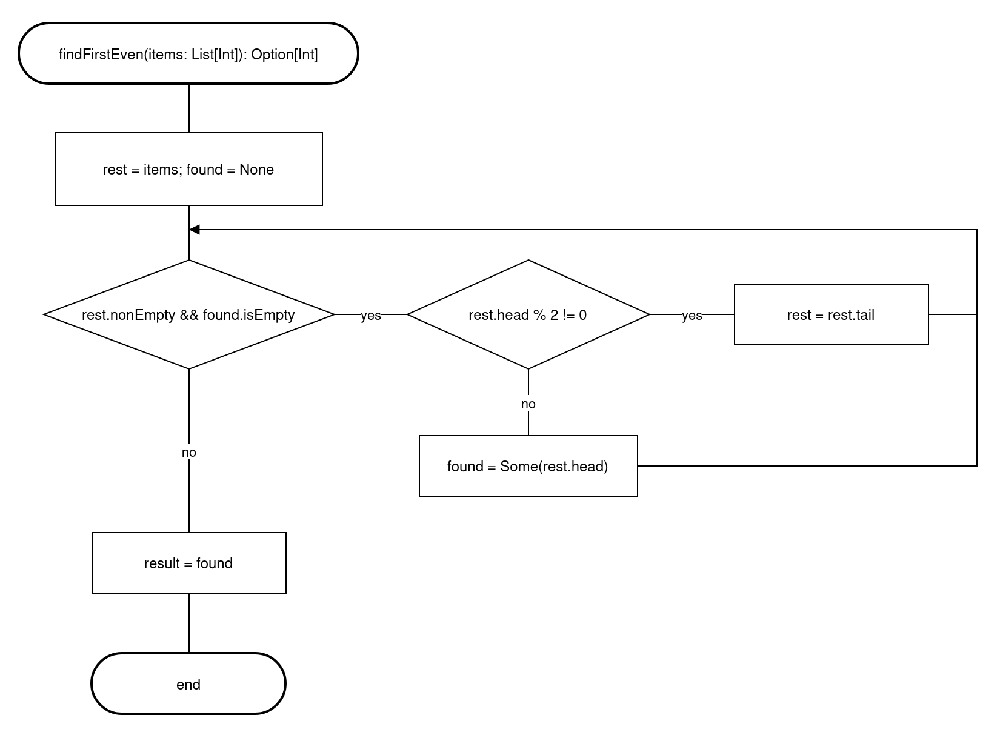 findFirstEven(items: List[Int]): Option[Int]
rest = items; found = None
rest.nonEmpty && found.isEmpty
yes
rest.head % 2 != 0
yes
rest = rest.tail
no
found = Some(rest.head)
no
result = found
end